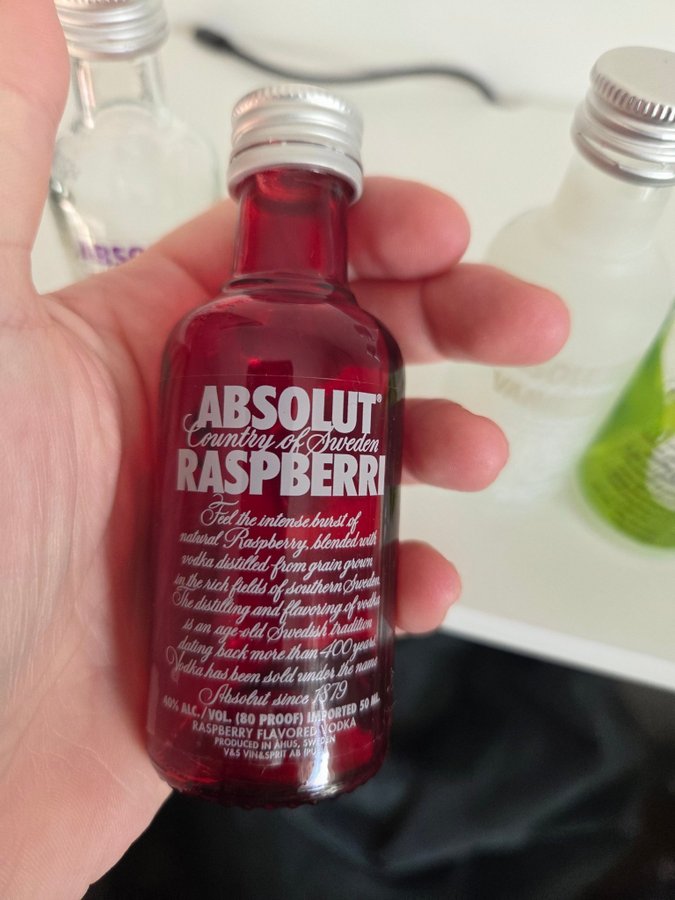 ABSOLUT®
Country of Sweden
RASPBERRI
Feel the intense burst of
natural Raspberry, blended with
vodka distilled from grain grown
in the rich fields of southern Sweden.
The distilling and flavoring of vodka
is an age-old Swedish tradition
dating back more than 400 years.
Vodka has been sold under the name
Absolut since 1879
40% ALC./VOL. (80 PROOF) IMPORTED 50 ML.
RASPBERRY FLAVORED VODKA
PRODUCED IN ÅHUS, SWEDEN
V&S VIN&SPRIT AB
ABSO